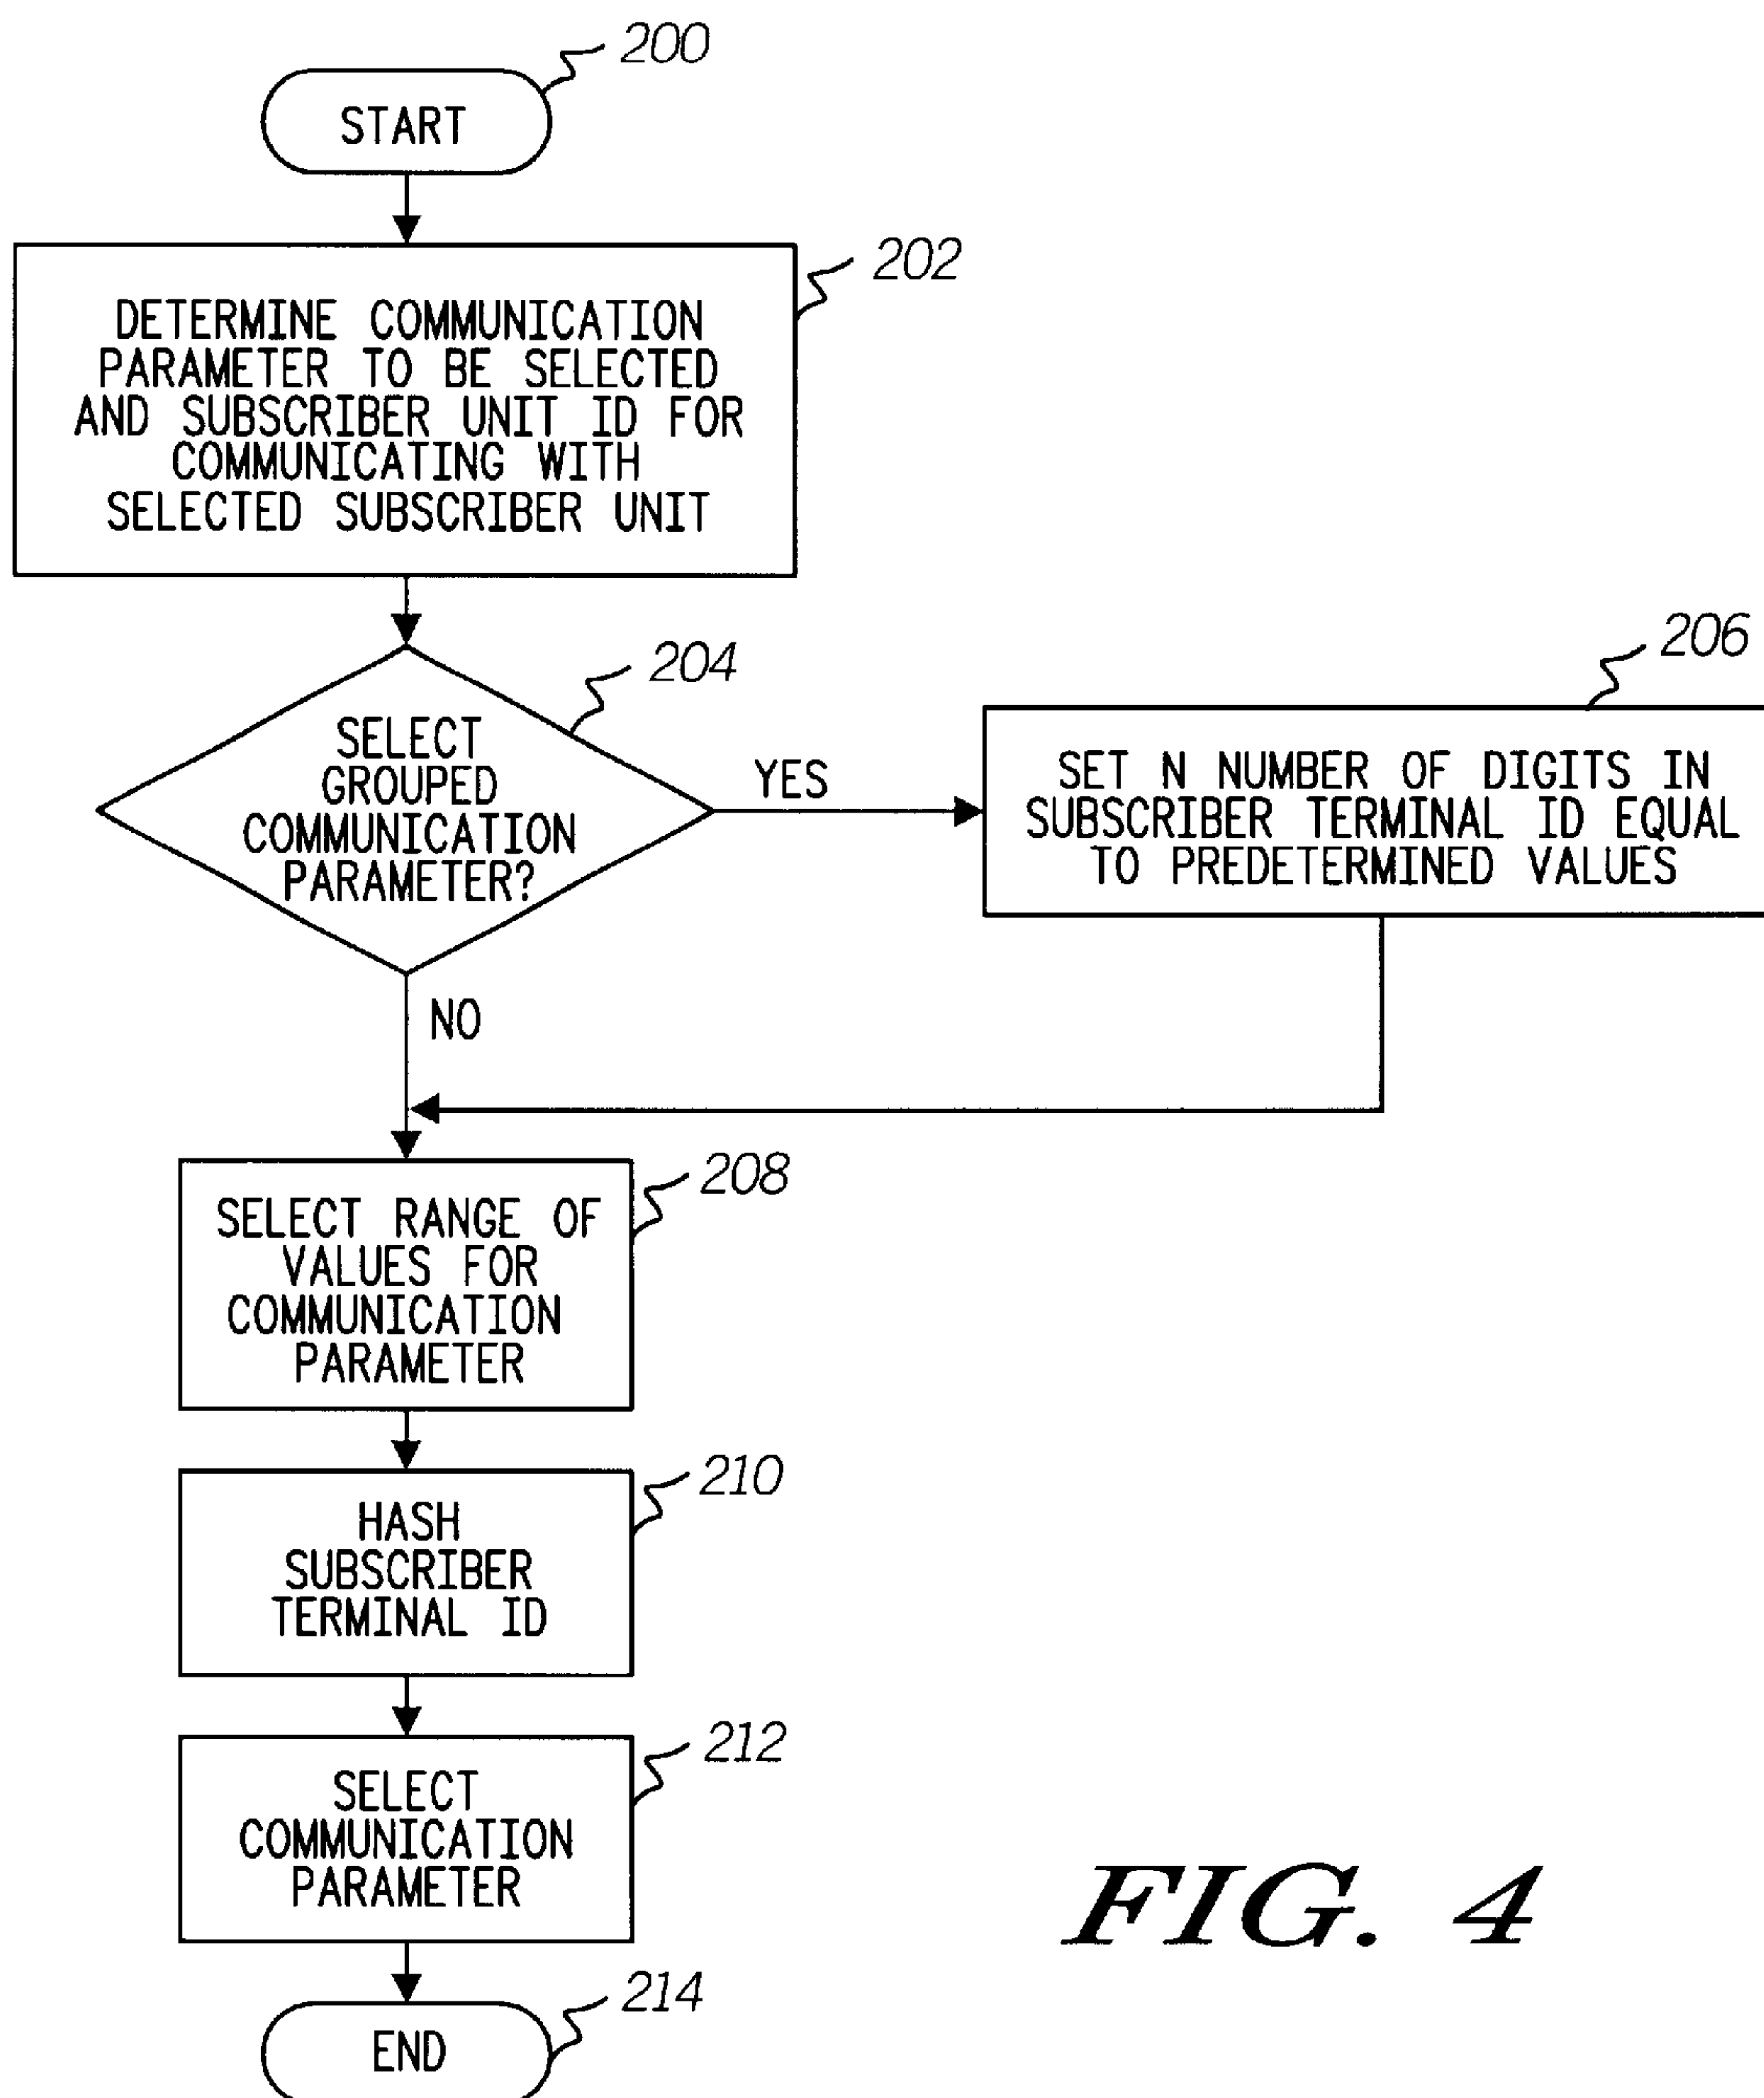 200
START
202
DETERMINE COMMUNICATION
PARAMETER TO BE SELECTED
AND SUBSCRIBER UNIT ID FOR
COMMUNICATING WITH
SELECTED SUBSCRIBER UNIT
204
SELECT
GROUPED
COMMUNICATION
PARAMETER?
YES
206
SET N NUMBER OF DIGITS IN
SUBSCRIBER TERMINAL ID EQUAL
TO PREDETERMINED VALUES
NO
208
SELECT RANGE OF
VALUES FOR
COMMUNICATION
PARAMETER
210
HASH
SUBSCRIBER
TERMINAL ID
212
SELECT
COMMUNICATION
PARAMETER
214
END
FIG. 4